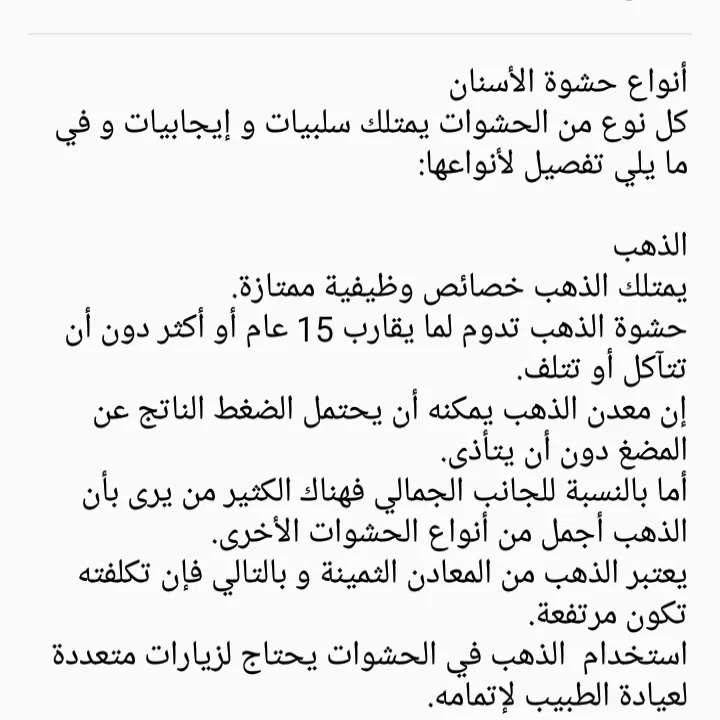 أنواع حشوة الأسنان
كل نوع من الحشوات يمتلك سلبيات و إيجابيات و في
ما يلي تفصيل لأنواعها:
الذهب
يمتلك الذهب خصائص وظيفية ممتازة.
حشوة الذهب تدوم لما يقارب 15 عام أو أكثر دون أن
تتآكل أو تتلف.
إن معدن الذهب يمكنه أن يحتمل الضغط الناتج عن
المضغ دون أن يتأذى.
أما بالنسبة للجانب الجمالي فهناك الكثير من يرى بأن
الذهب أجمل من أنواع الحشوات الأخرى.
يعتبر الذهب من المعادن الثمينة و بالتالي فإن تكلفته
تكون مرتفعة.
استخدام  الذهب في الحشوات يحتاج لزيارات متعددة
لعيادة الطبيب لإتمامه.